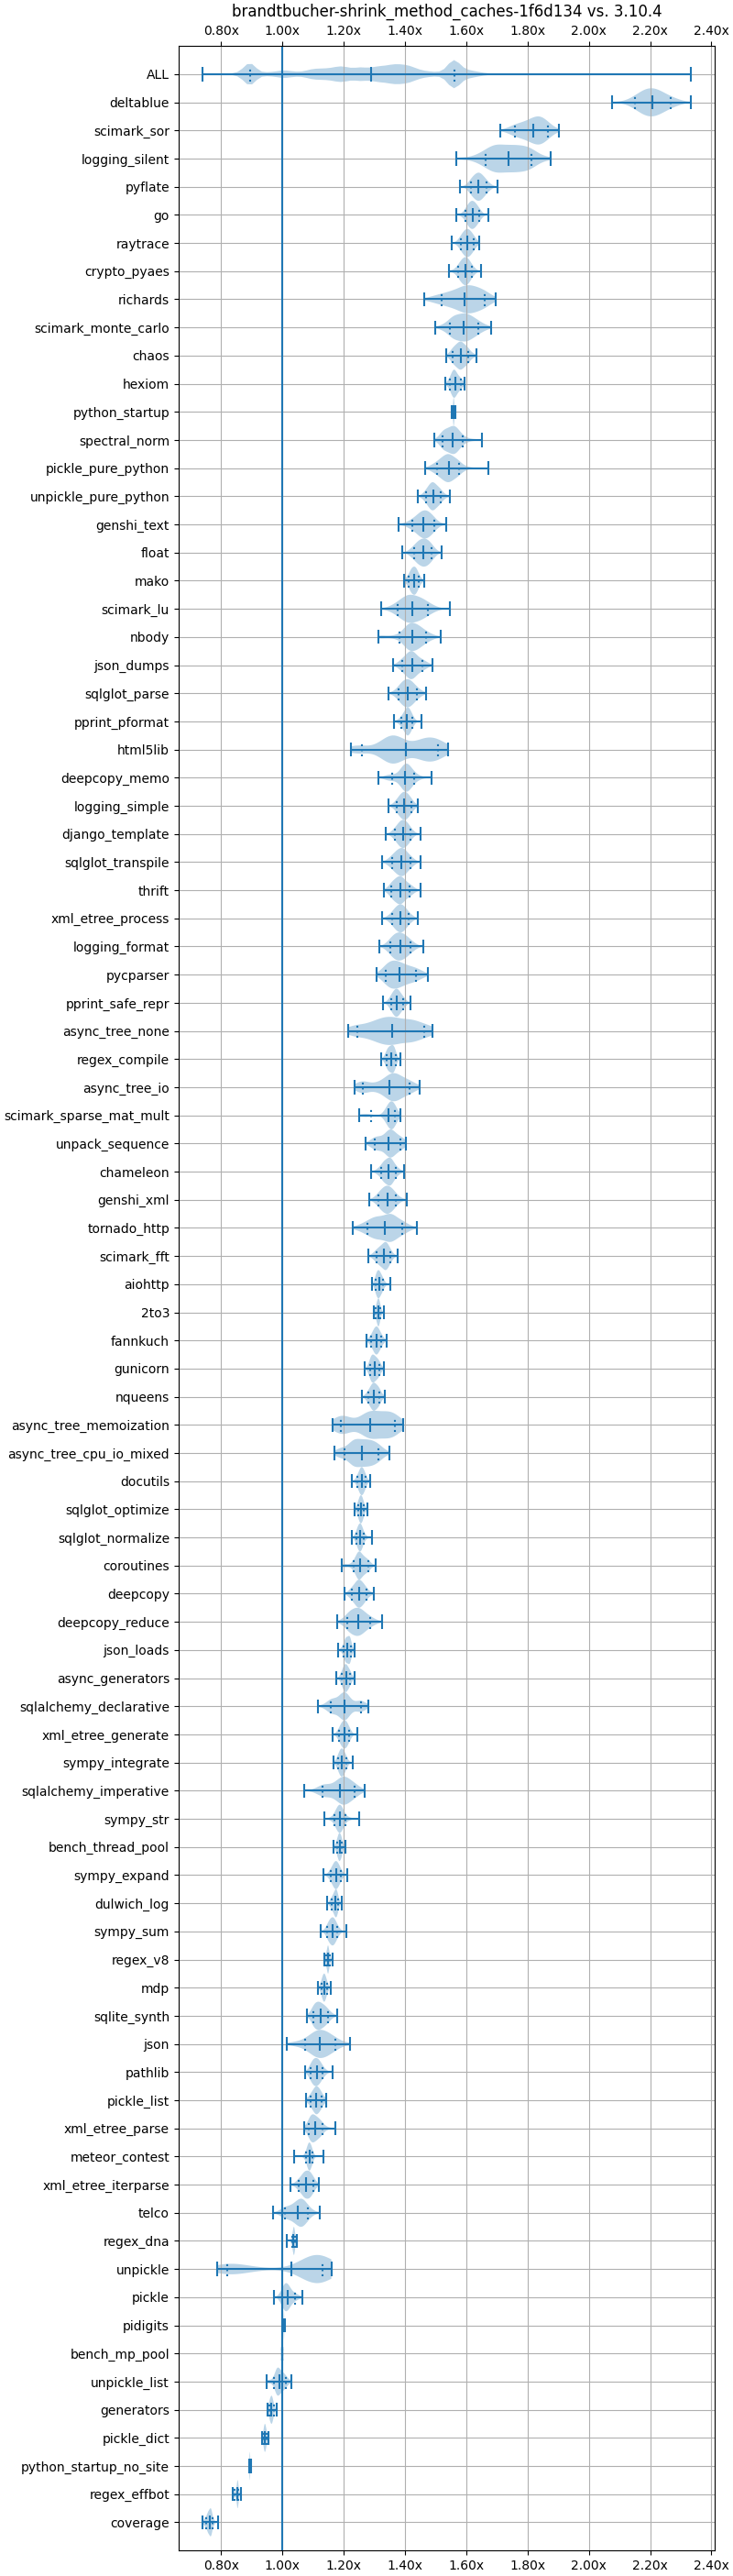 brandtbucher-shrink_method_caches-1f6d134 vs. 3.10.4
0.80x 1.00x 1.20x 1.40x 1.60x 1.80x 2.00x 2.20x 2.40x
ALL
deltablue
scimark_sor
logging_silent
pyflate
go
raytrace
crypto_pyaes
richards
scimark_monte_carlo
chaos
hexiom
python_startup
spectral_norm
pickle_pure_python
unpickle_pure_python
genshi_text
float
mako
scimark_lu
nbody
json_dumps
sqlglot_parse
pprint_pformat
html5lib
deepcopy_memo
logging_simple
django_template
sqlglot_transpile
thrift
xml_etree_process
logging_format
pycparser
pprint_safe_repr
async_tree_none
regex_compile
async_tree_io
scimark_sparse_mat_mult
unpack_sequence
chameleon
genshi_xml
tornado_http
scimark_fft
aiohttp
2to3
fannkuch
gunicorn
nqueens
async_tree_memoization
async_tree_cpu_io_mixed
docutils
sqlglot_optimize
sqlglot_normalize
coroutines
deepcopy
deepcopy_reduce
json_loads
async_generators
sqlalchemy_declarative
xml_etree_generate
sympy_integrate
sqlalchemy_imperative
sympy_str
bench_thread_pool
sympy_expand
dulwich_log
sympy_sum
regex_v8
mdp
sqlite_synth
json
pathlib
pickle_list
xml_etree_parse
meteor_contest
xml_etree_iterparse
telco
regex_dna
unpickle
pickle
pidigits
bench_mp_pool
unpickle_list
generators
pickle_dict
python_startup_no_site
regex_effbot
coverage
0.80x 1.00x 1.20x 1.40x 1.60x 1.80x 2.00x 2.20x 2.40x